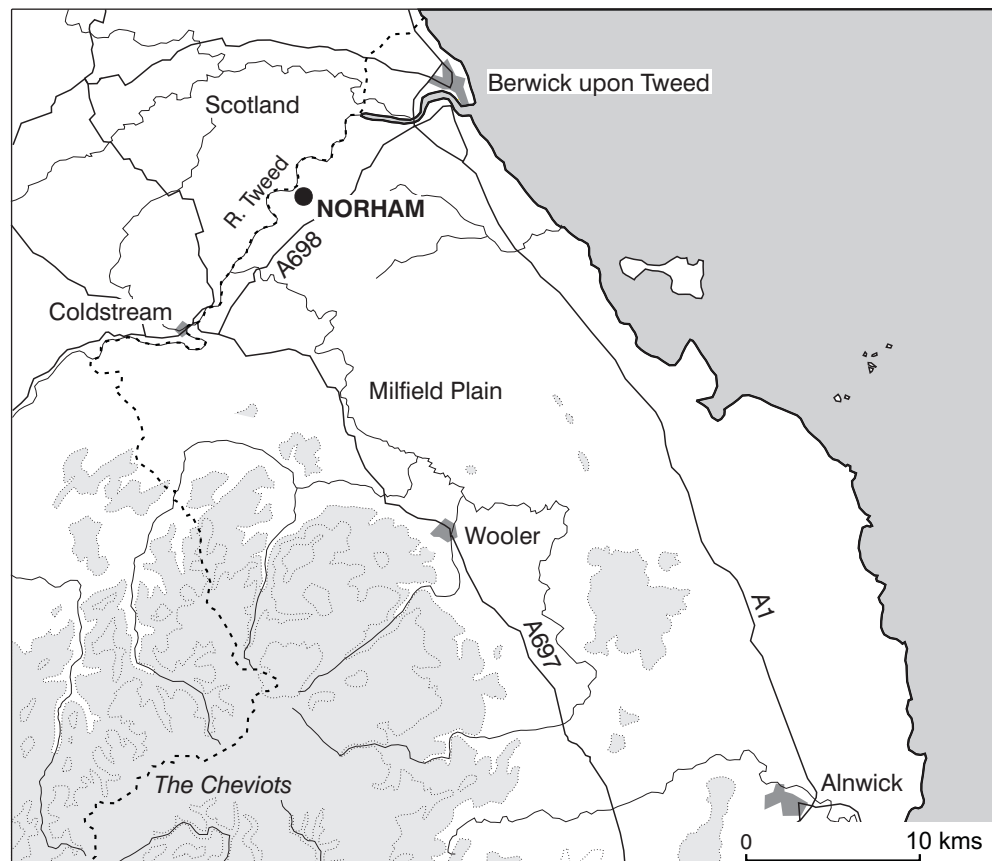 Berwick upon Tweed
Scotland
R. Tweed
NORHAM
A698
Coldstream
Milfield Plain
Wooler
A1
A697
The Cheviots
Alnwick
0 10 kms